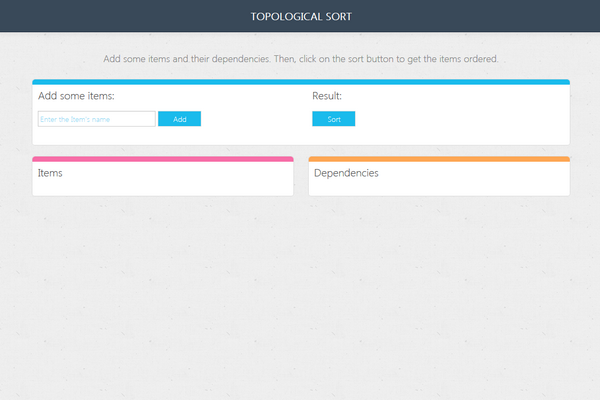 TOPOLOGICAL SORT
Add some items and their dependencies. Then, click on the sort button to get the items ordered.
Add some items:
Enter the Item's name
Add
Result:
Sort
Items
Dependencies